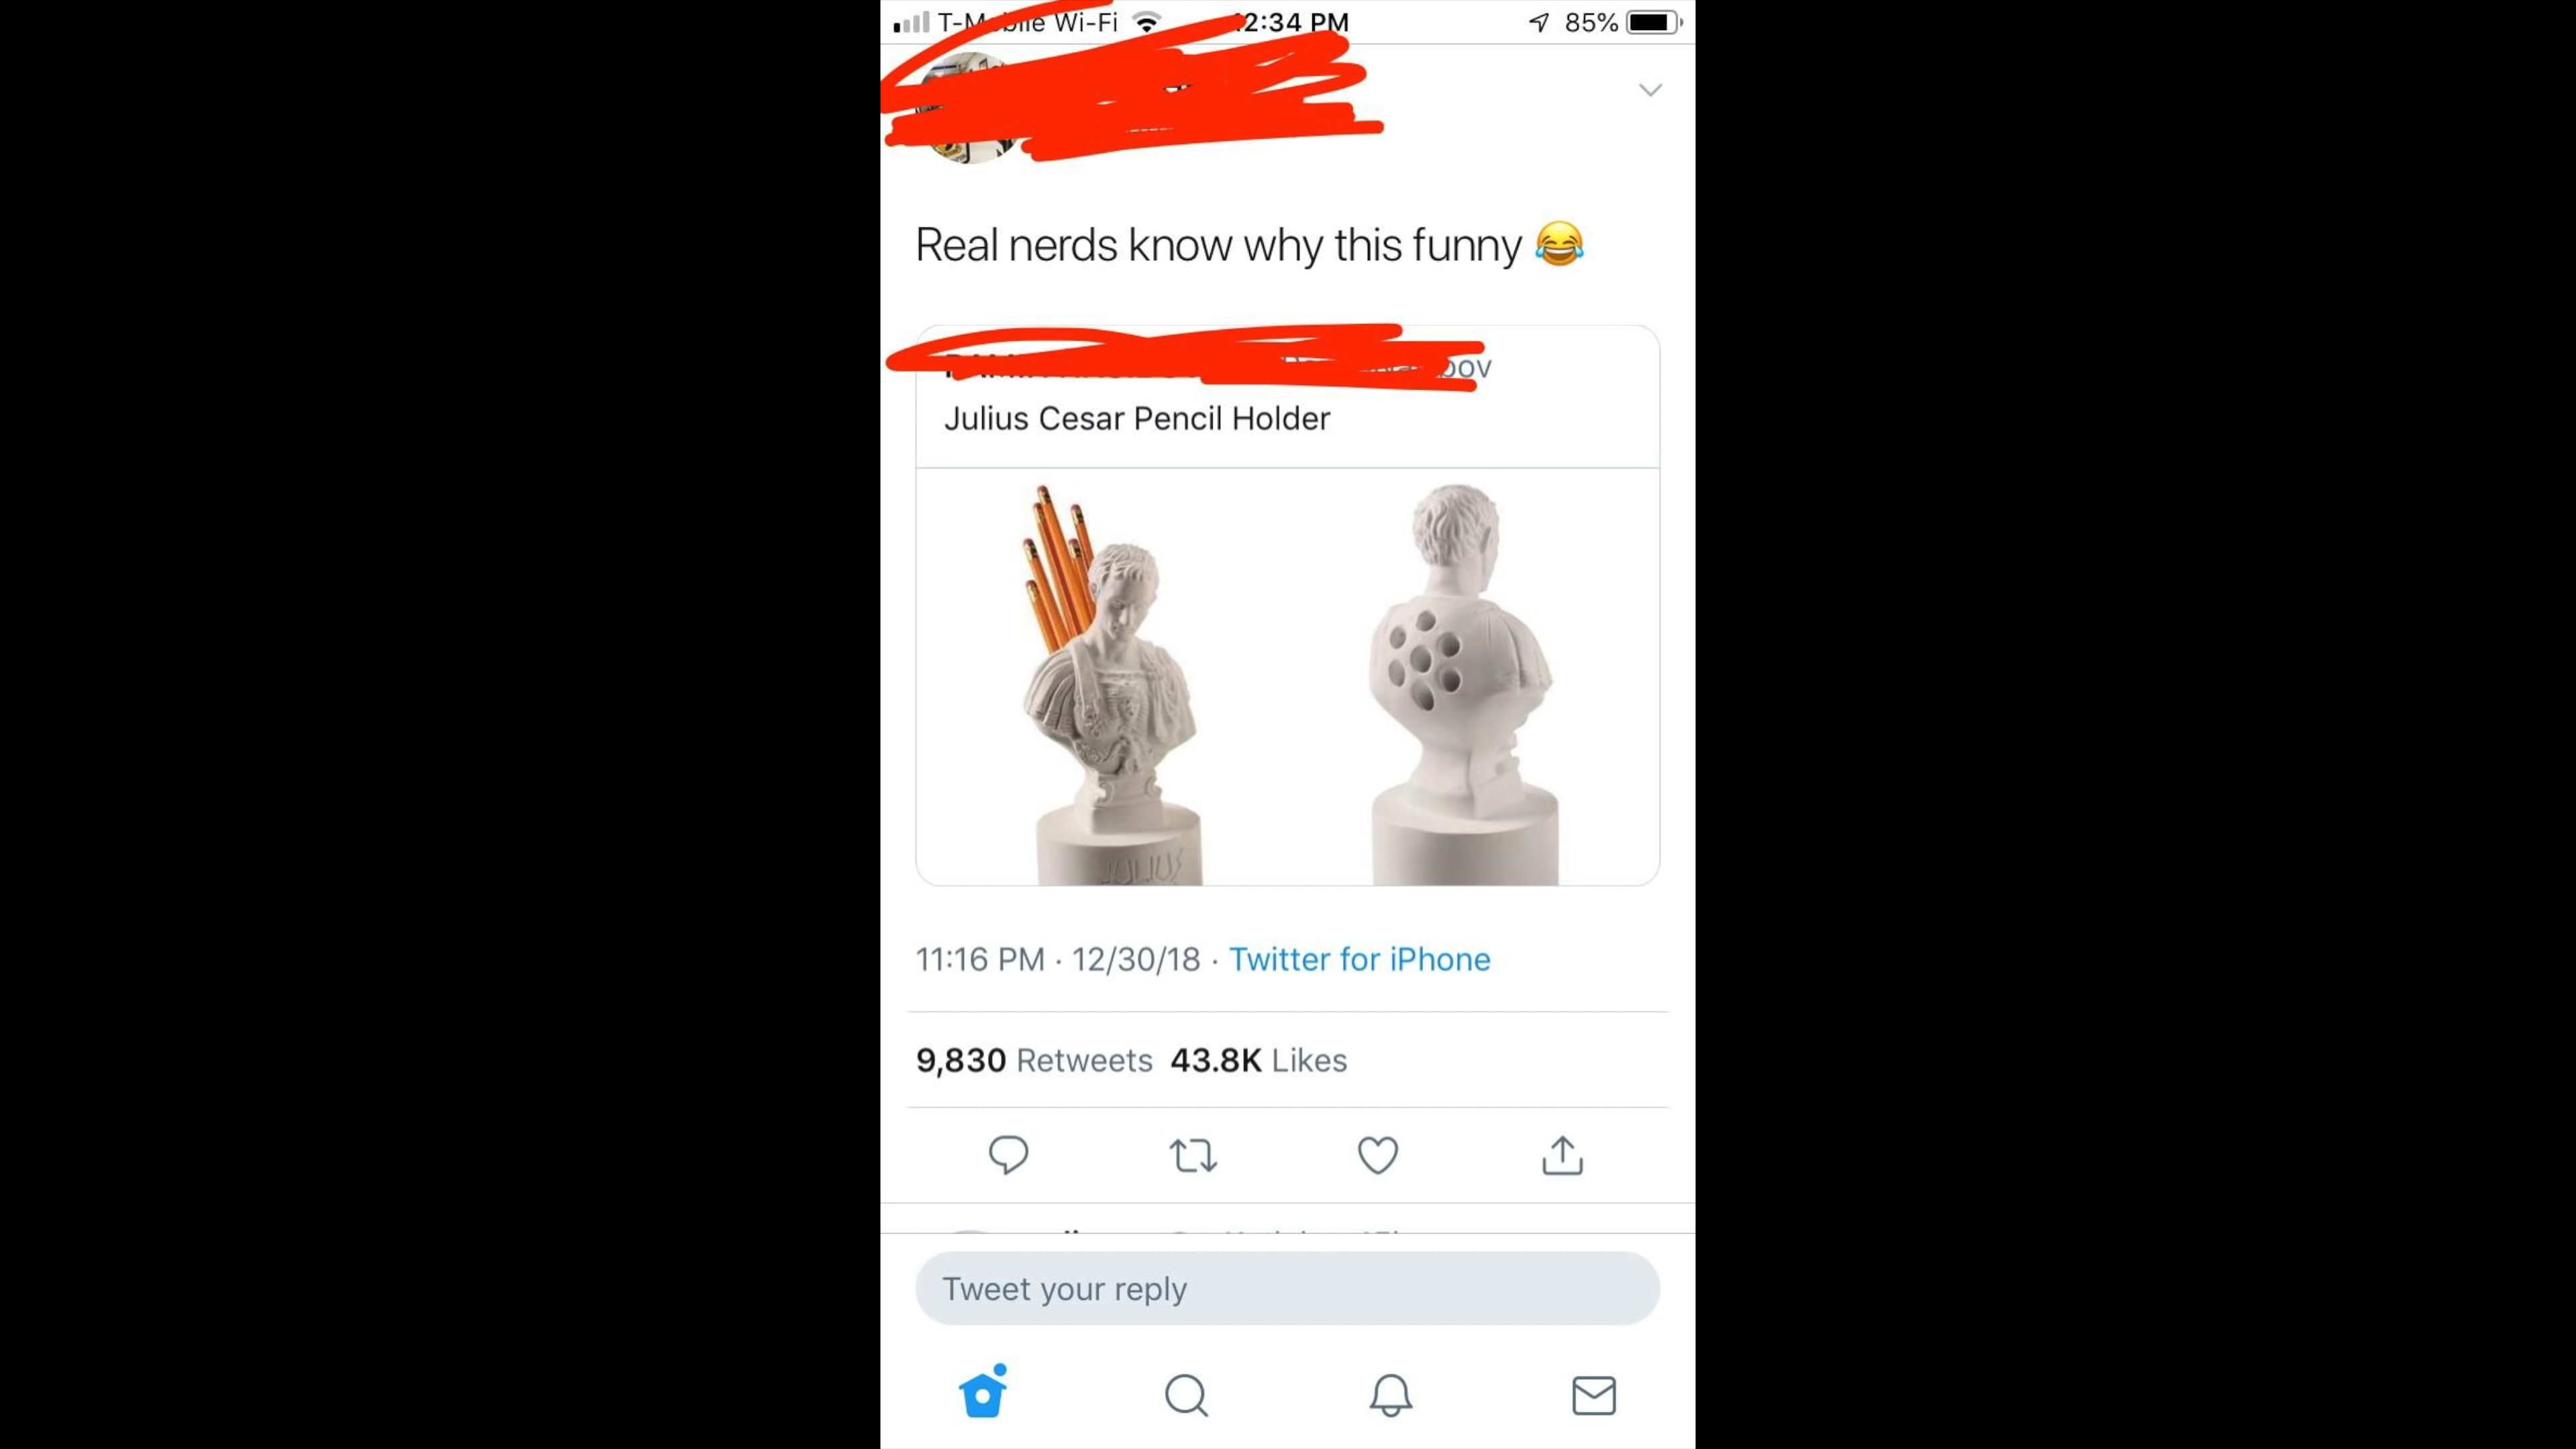 Wi-Fi 2:34 PM 85%
Real nerds know why this funny 😂
Julius Cesar Pencil Holder
JULIUS
11:16 PM · 12/30/18 · Twitter for iPhone
9,830 Retweets 43.8K Likes
Tweet your reply